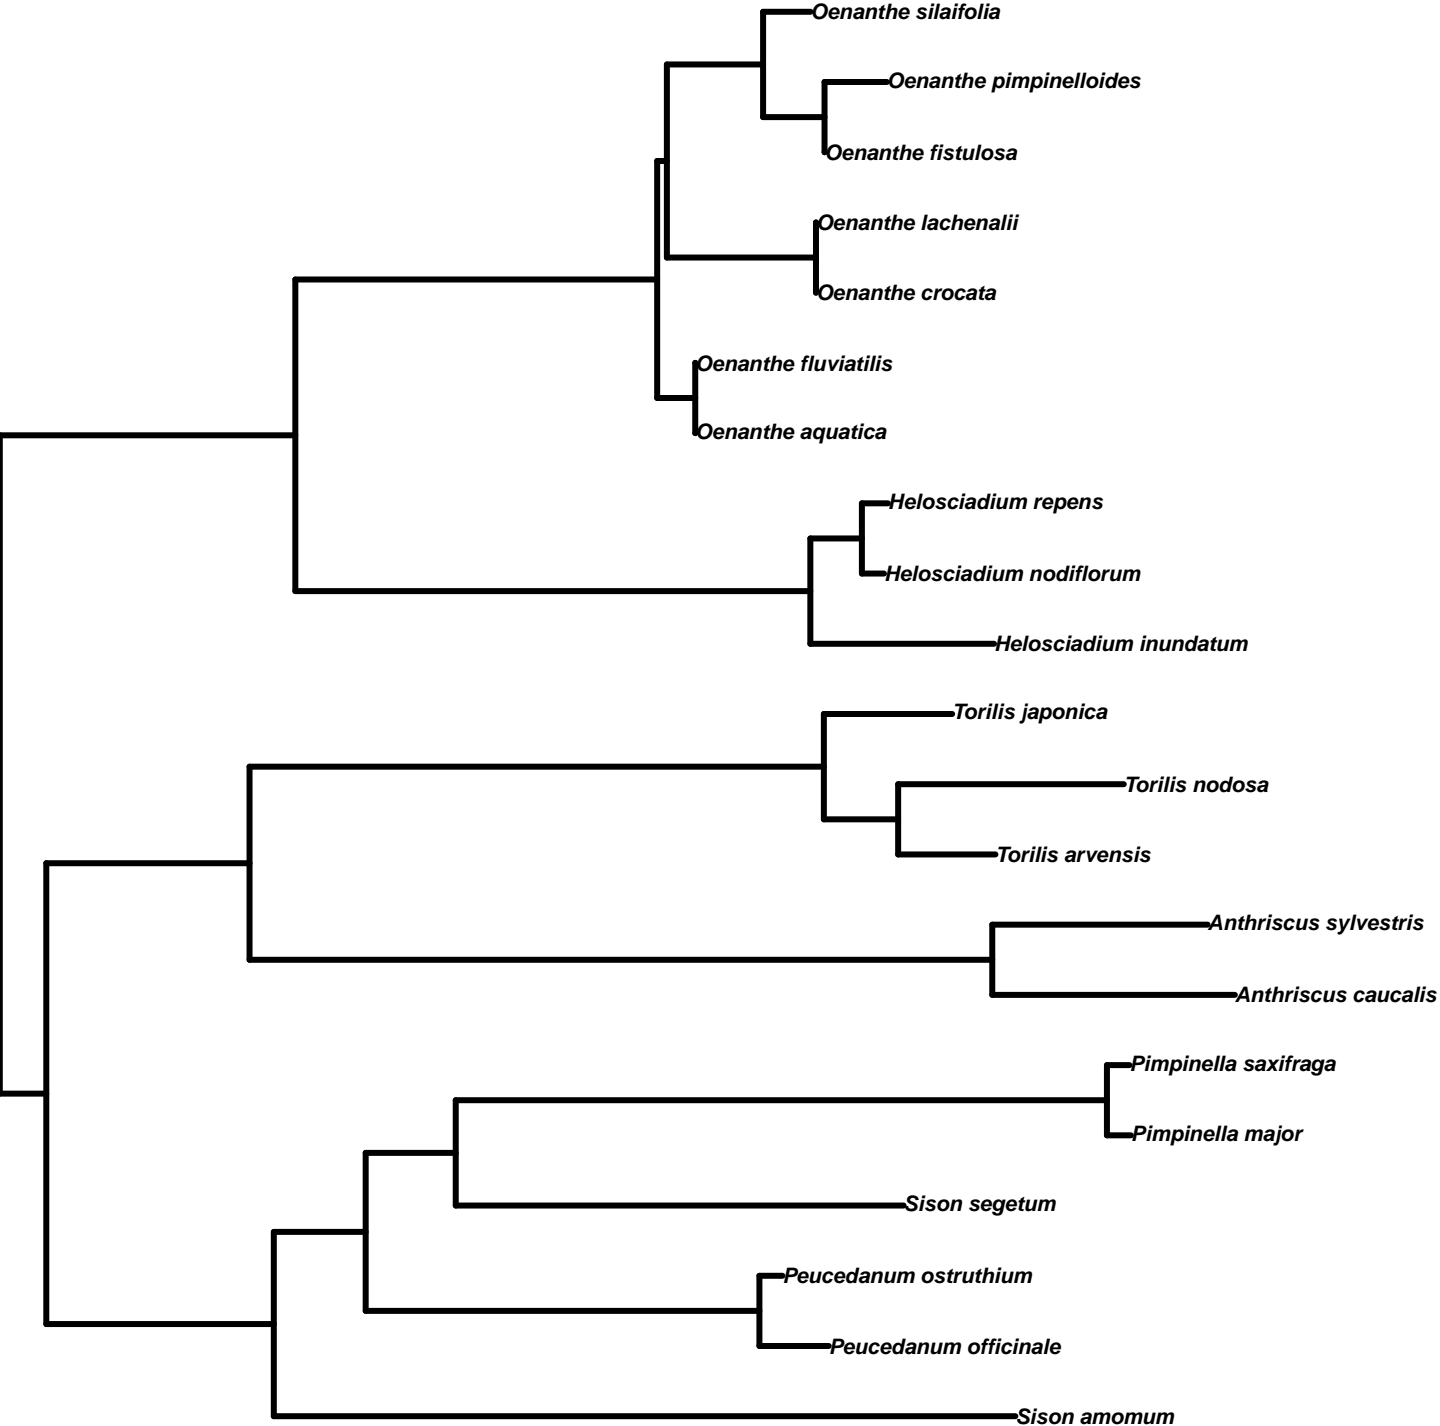 Oenanthe silaifolia
Oenanthe pimpinelloides
Oenanthe fistulosa
Oenanthe lachenalii
Oenanthe crocata
Oenanthe fluviatilis
Oenanthe aquatica
Helosciadium repens
Helosciadium nodiflorum
Helosciadium inundatum
Torilis japonica
Torilis nodosa
Torilis arvensis
Anthriscus sylvestris
Anthriscus caucalis
Pimpinella saxifraga
Pimpinella major
Sison segetum
Peucedanum ostruthium
Peucedanum officinale
Sison amomum